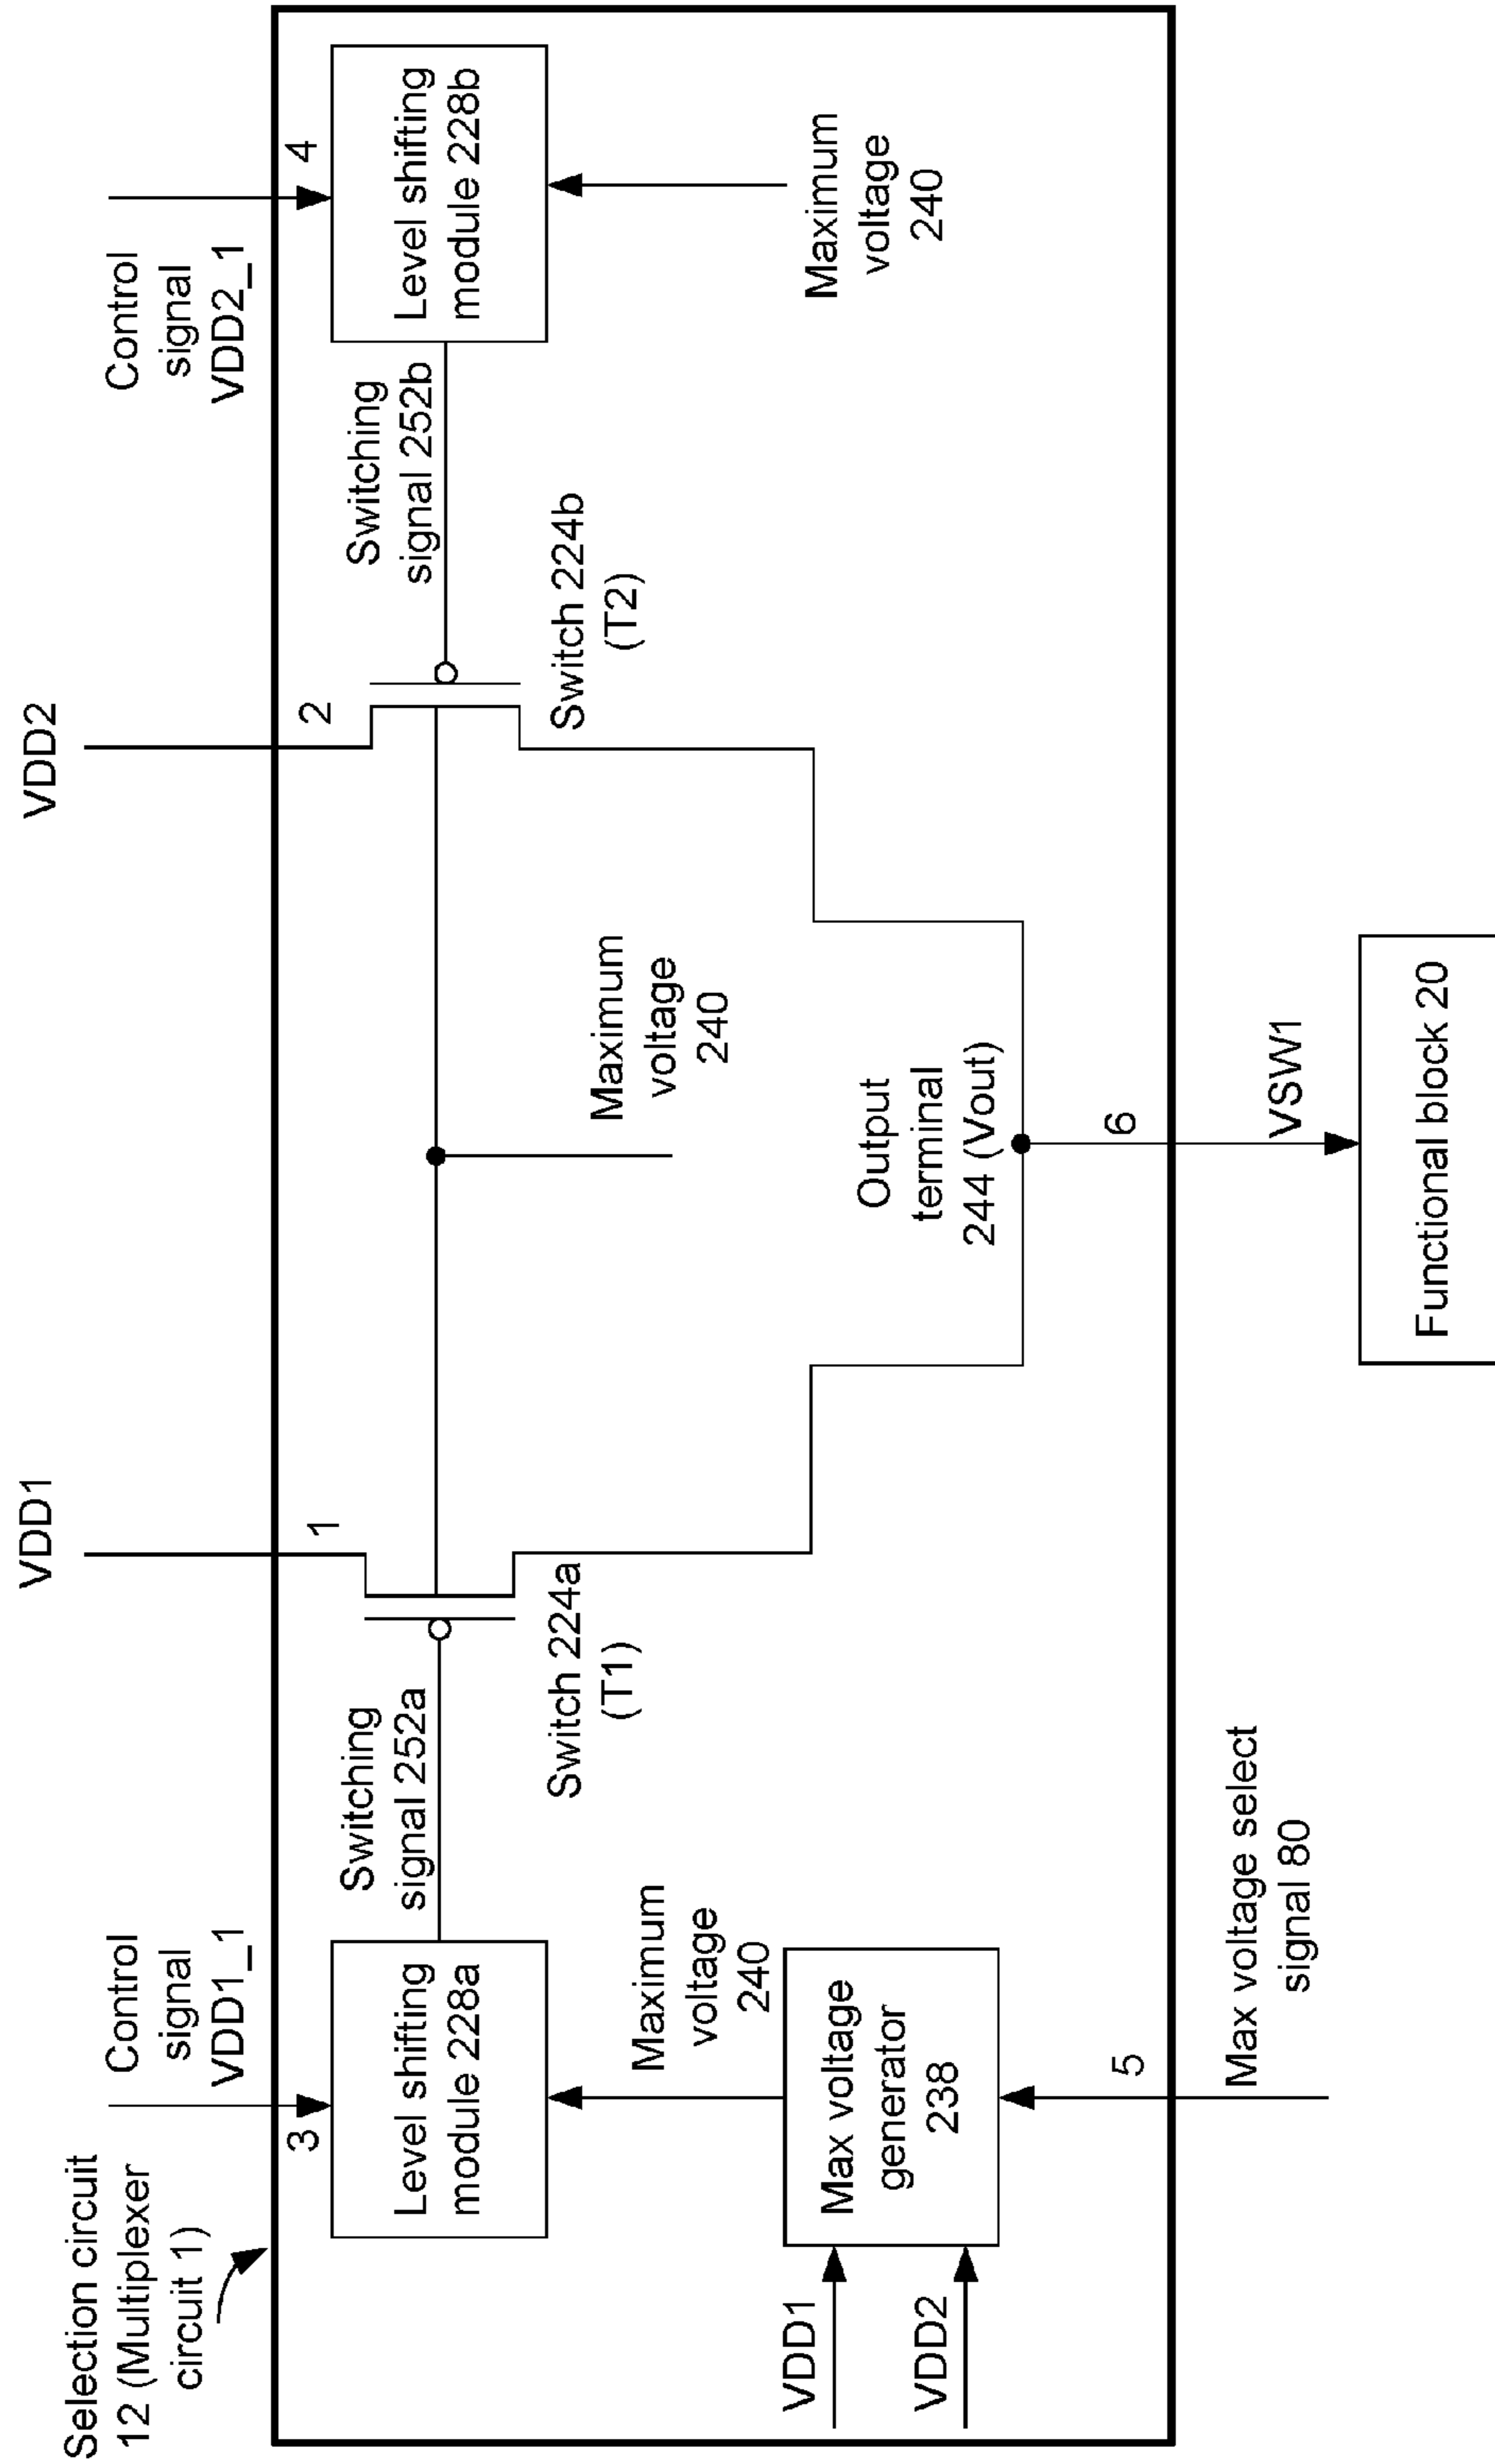 Selection circuit
12 (Multiplexer
circuit 1)
Control
signal
VDD1_1
VDD1
VDD2
Control
signal
VDD2_1
3
1
2
4
Level shifting
module 228a
Switching
signal 252a
Switching
signal 252b
Level shifting
module 228b
Switch 224a
(T1)
Switch 224b
(T2)
Maximum
voltage
240
Maximum
voltage
240
Maximum
voltage
240
VDD1
VDD2
Max voltage
generator
238
Output
terminal
244 (Vout)
5
6
Max voltage select
signal 80
VSW1
Functional block 20